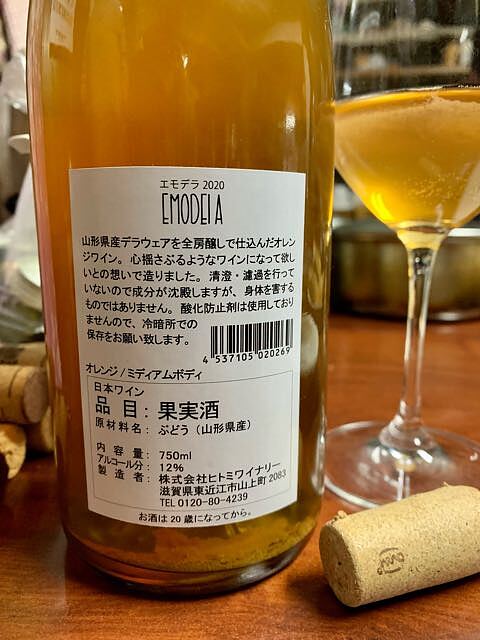 エモデラ 2020
EMODELA
山形県産デラウェアを全房醸しで仕込んだオレン
ジワイン。 心揺さぶるようなワインになって欲し
いとの想いで造りました。 清澄・濾過を行って
いないので成分が沈殿しますが、身体を害する
ものではありません。 酸化防止剤は使用しており
ませんので、冷暗所での
保存をお願い致します。
4 537105 020269
オレンジ / ミディアムボディ
日本ワイン
品 目 : 果実酒
原材料名 : ぶどう (山形県産)
内 容 量 : 750ml
アルコール分 : 12%
製 造 者 : 株式会社ヒトミワイナリー
滋賀県東近江市山上町 2083
TEL 0120-80-4239
お酒は 20 歳になってから。